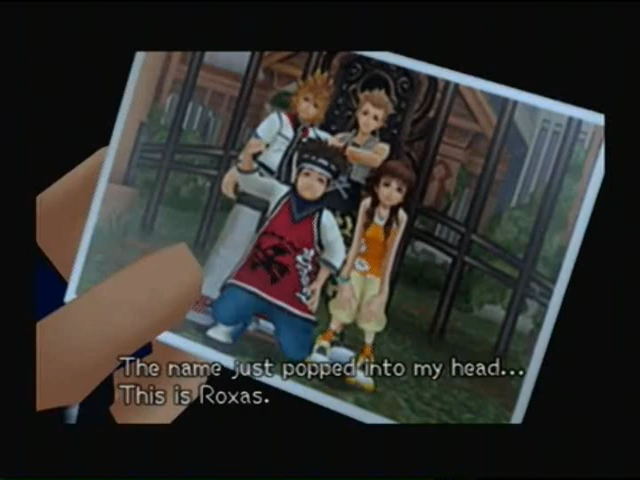 The name just popped into my head...
This is Roxas.